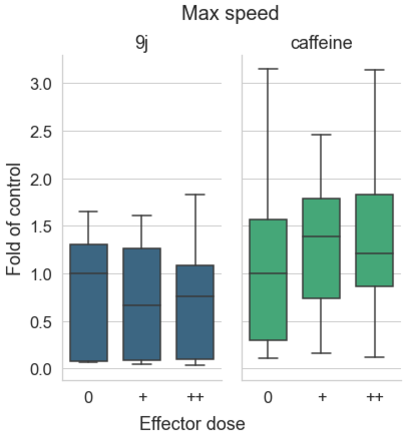 Max speed
9j
caffeine
Fold of control
3.0
2.5
2.0
1.5
1.0
0.5
0.0
0 + ++
0 + ++
Effector dose